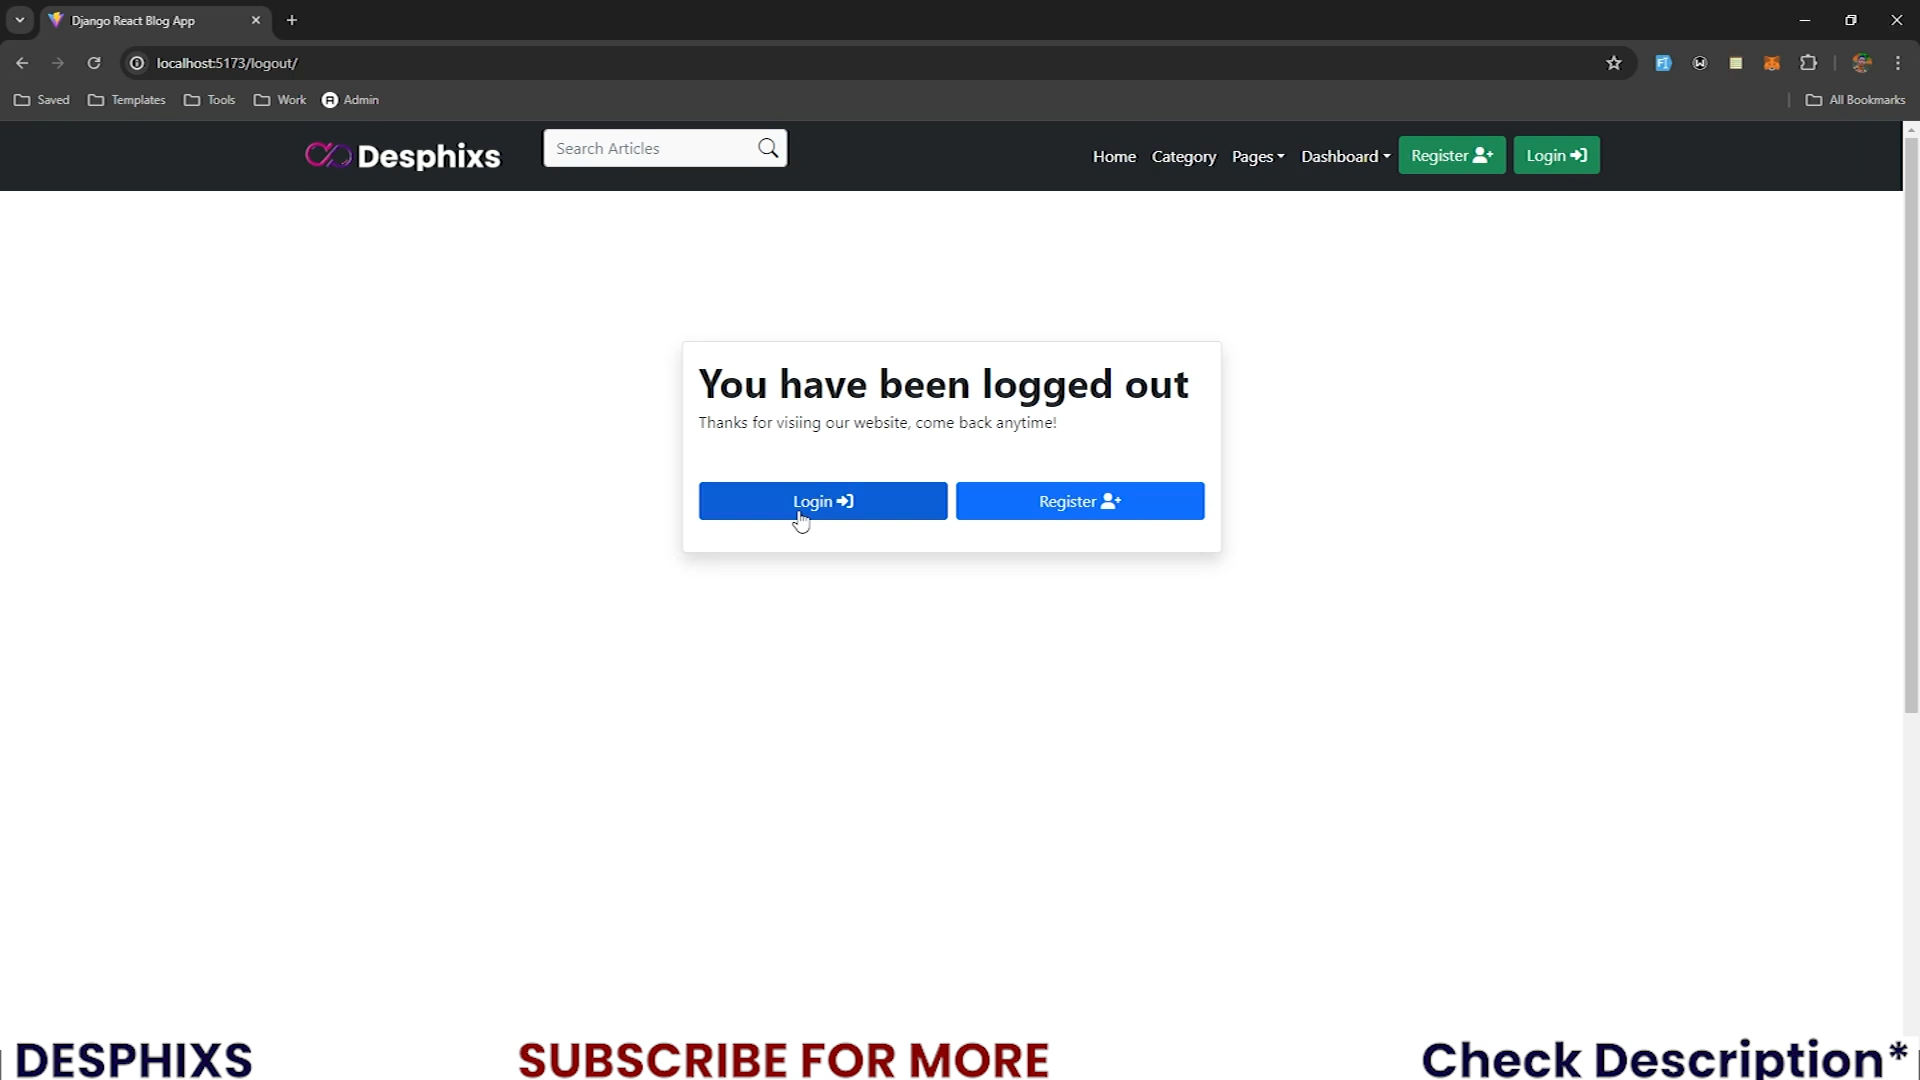 Django React Blog App
localhost:5173/logout/
Saved Templates Tools Work Admin All Bookmarks
Desphixs Search Articles Home Category Pages Dashboard Register Login
You have been logged out
Thanks for visiing our website, come back anytime!
Login Register
DESPHIXS SUBSCRIBE FOR MORE Check Description*